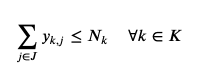 ∑_{j∈J} y_{k,j} ≤ N_k ∀k ∈ K